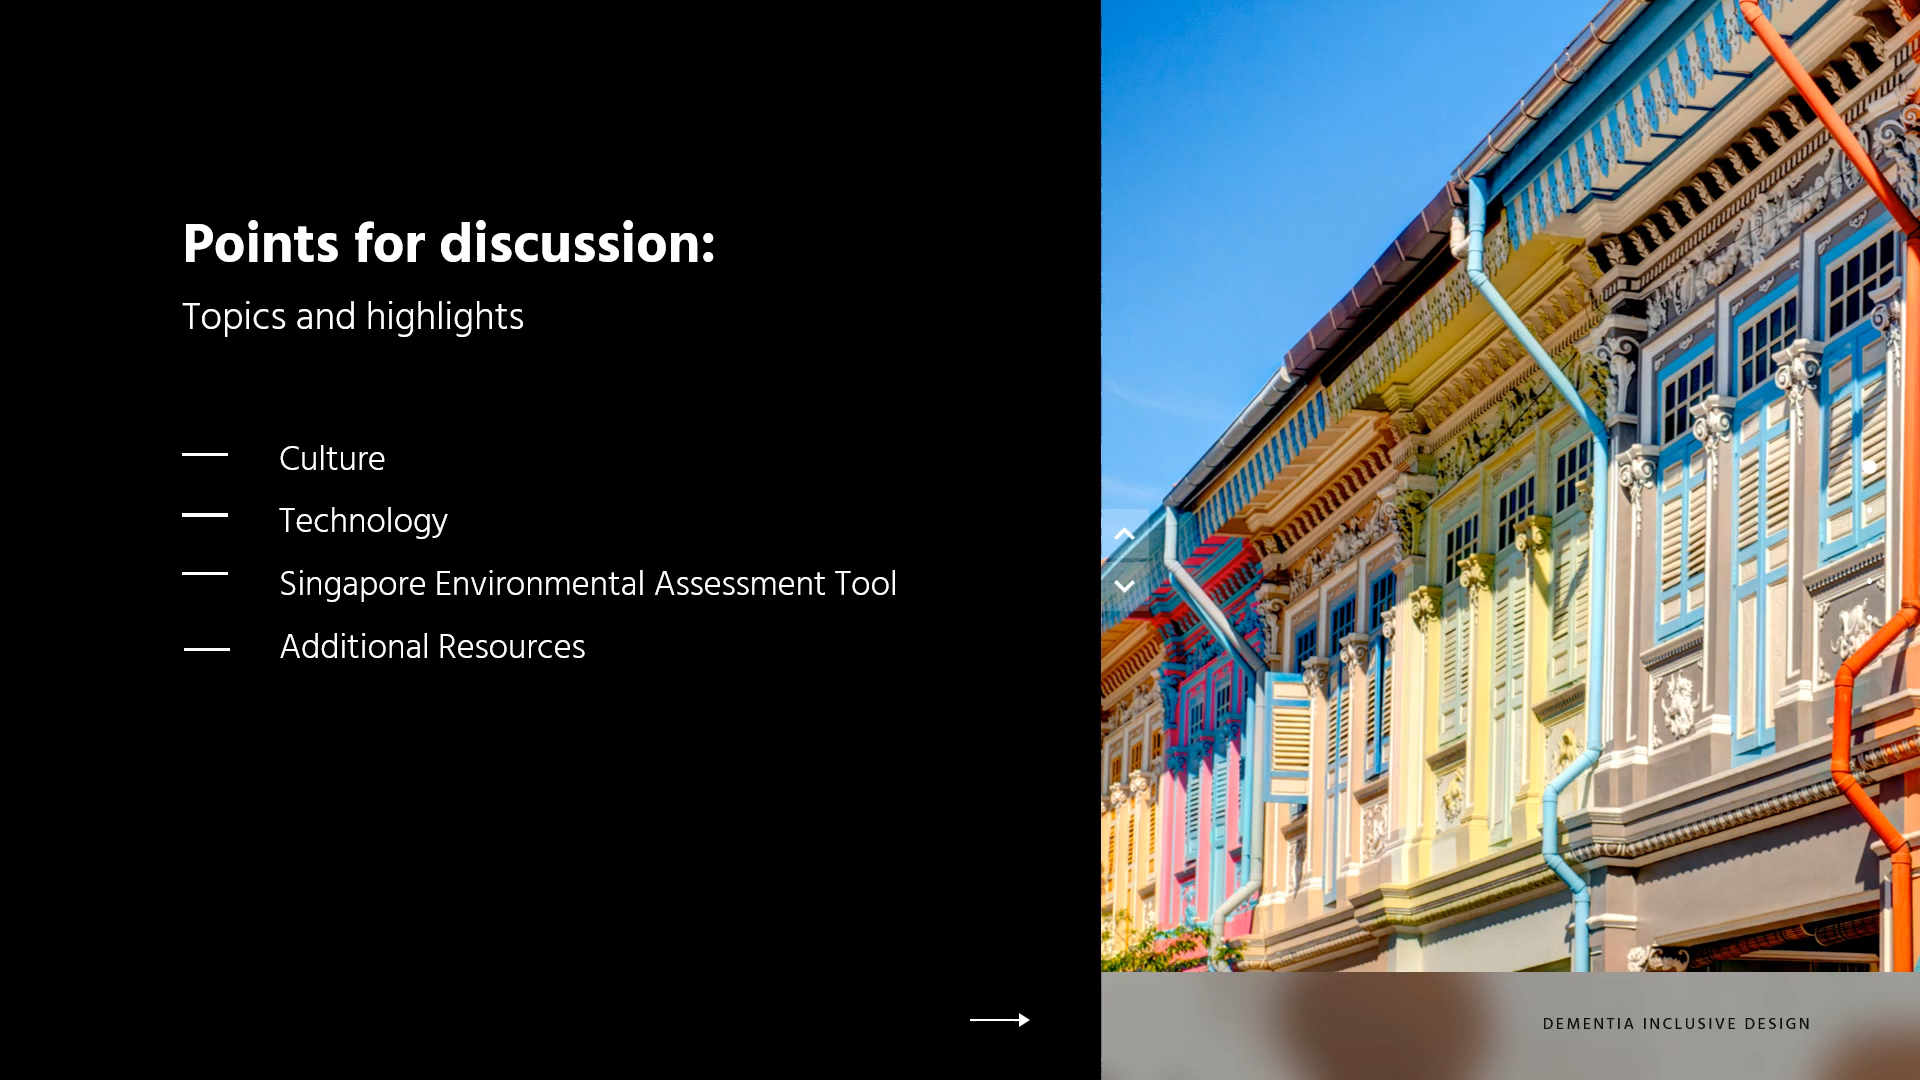 Points for discussion:
Topics and highlights
Culture
Technology
Singapore Environmental Assessment Tool
Additional Resources
DEMENTIA INCLUSIVE DESIGN